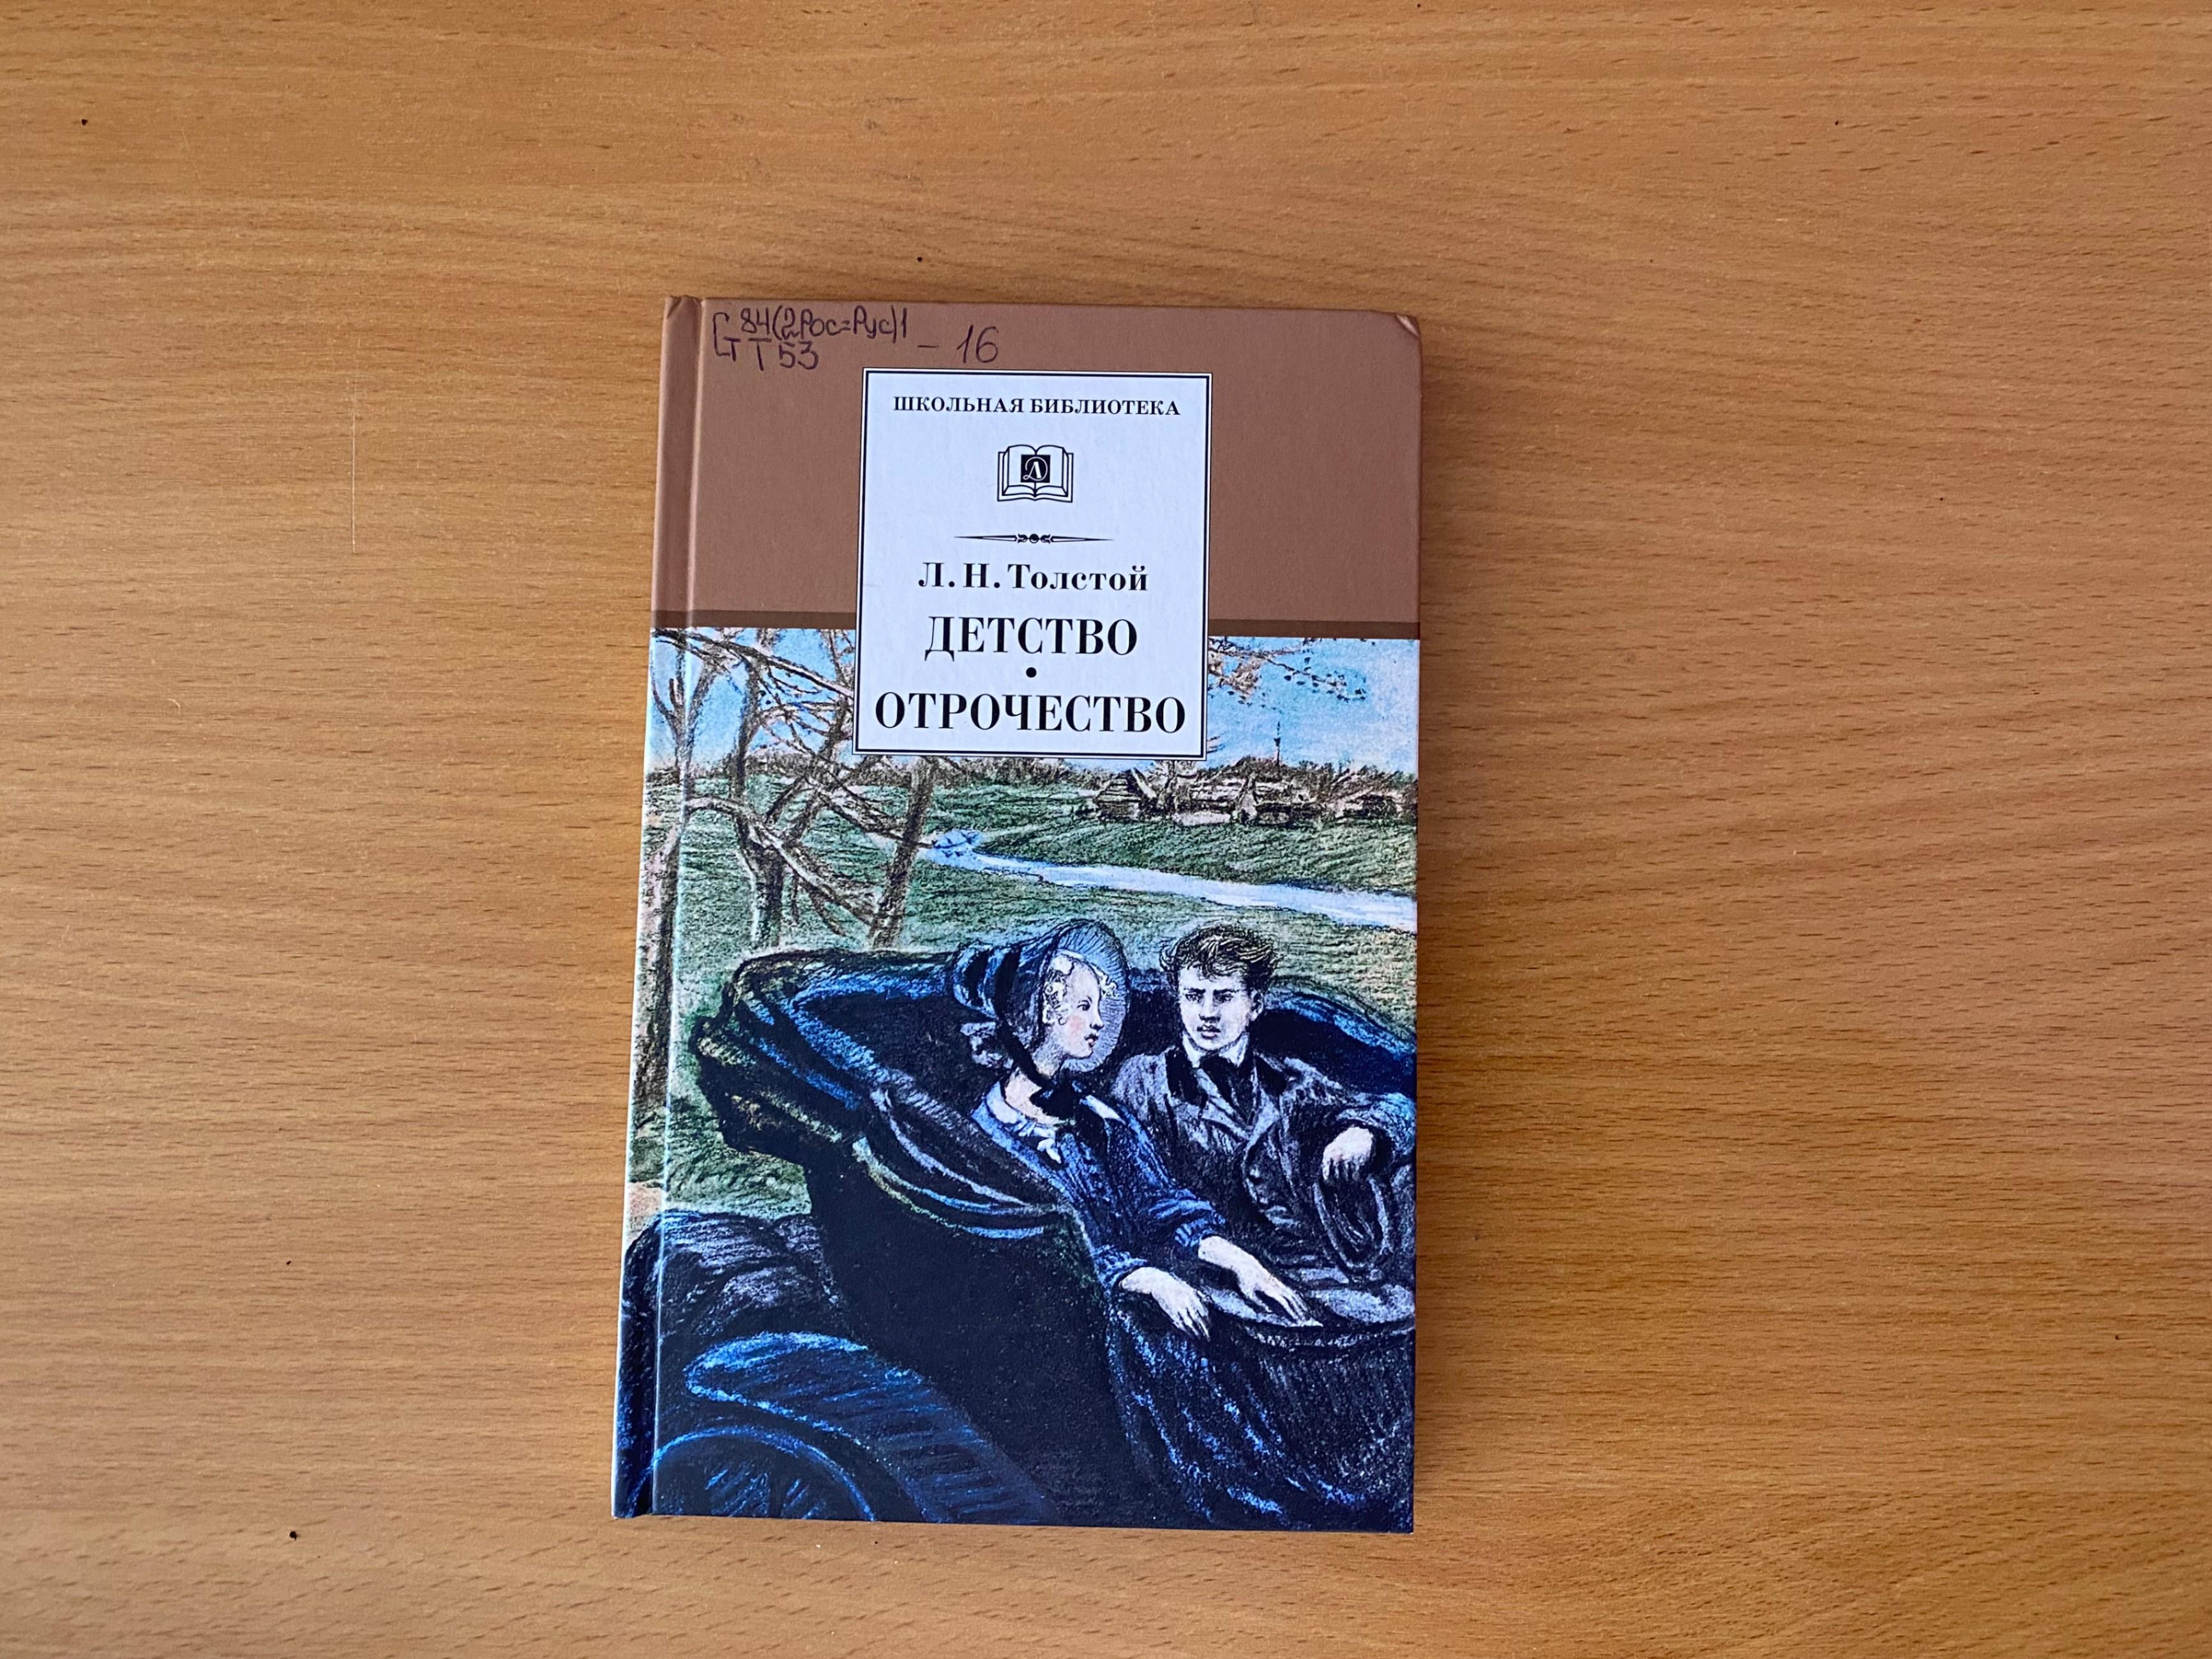 84(2Рос=Рус)1
Т53 – 16
ШКОЛЬНАЯ БИБЛИОТЕКА
Д
Л. Н. Толстой
ДЕТСТВО
•
ОТРОЧЕСТВО